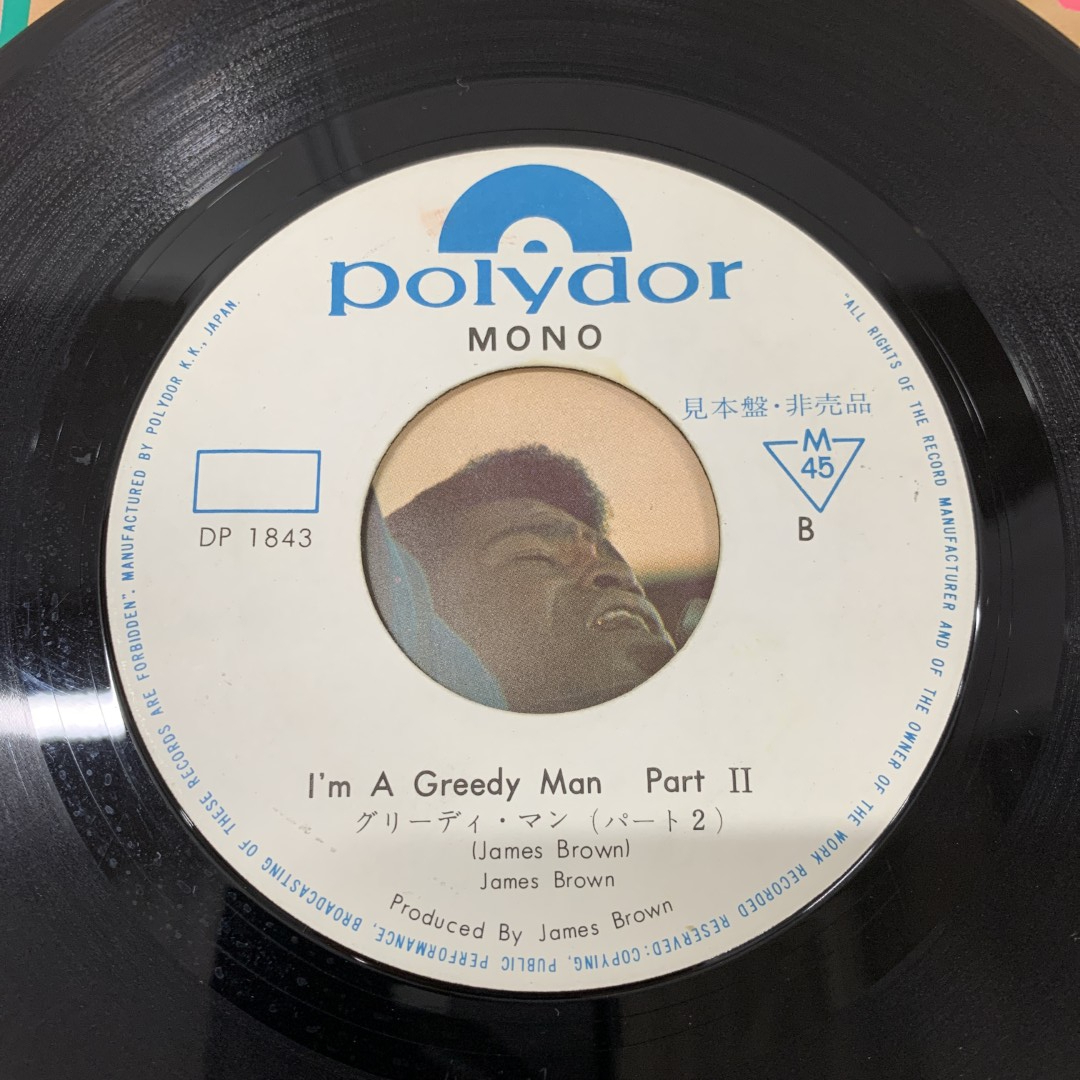 polydor
MONO
見本盤・非売品
M
45
DP 1843
B
I'm A Greedy Man Part II
グリーディ・マン (パート2)
(James Brown)
James Brown
Produced By James Brown
"ALL RIGHTS OF THE RECORD MANUFACTURER AND OF THE OWNER OF THE WORK RECORDED RESERVED: COPYING, PUBLIC PERFORMANCE, BROADCASTING OF THESE RECORDS ARE FORBIDDEN". MANUFACTURED BY POLYDOR K.K., JAPAN.